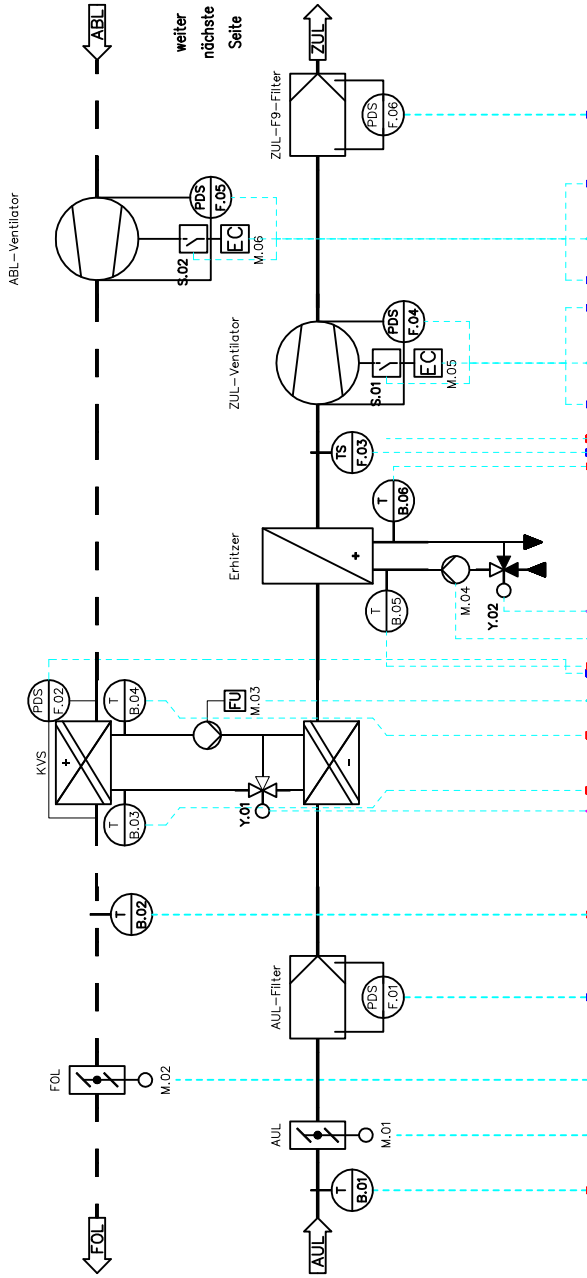 FOL
ABL
weiter
nächste
Seite
FOL
M.02
T
B.02
KVS
+
PDS
F.02
T
B.03
T
B.04
FU
M.03
Y.01
-
ABL-Ventilator
PDS
F.05
S.02
EC
M.06
AUL
T
B.01
AUL
M.01
AUL-Filter
PDS
F.01
Erhitzer
+
T
B.05
T
B.06
M.04
Y.02
TS
F.03
ZUL-Ventilator
PDS
F.04
S.01
EC
M.05
ZUL-F9-Filter
PDS
F.06
ZUL